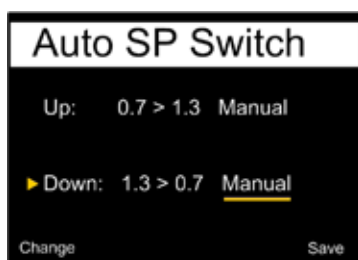 Auto SP Switch
Up: 0.7 > 1.3 Manual
Down: 1.3 > 0.7 Manual
Change Save